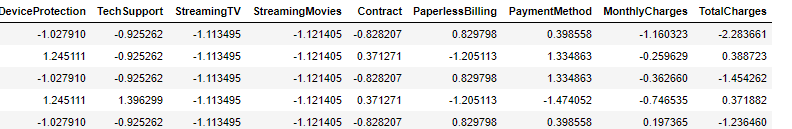 DeviceProtection TechSupport StreamingTV StreamingMovies Contract PaperlessBilling PaymentMethod MonthlyCharges TotalCharges
-1.027910 -0.925262 -1.113495 -1.121405 -0.828207 0.829798 0.398558 -1.160323 -2.283661
1.245111 -0.925262 -1.113495 -1.121405 0.371271 -1.205113 1.334863 -0.259629 0.388723
-1.027910 -0.925262 -1.113495 -1.121405 -0.828207 0.829798 1.334863 -0.362660 -1.454262
1.245111 1.396299 -1.113495 -1.121405 0.371271 -1.205113 -1.474052 -0.746535 0.371882
-1.027910 -0.925262 -1.113495 -1.121405 -0.828207 0.829798 0.398558 0.197365 -1.236460